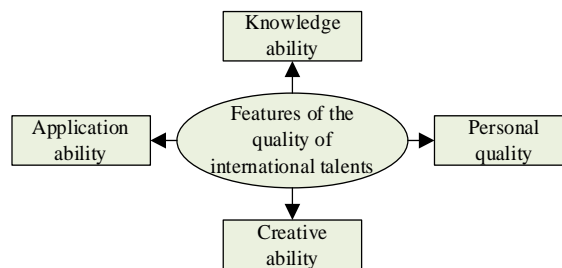 Knowledge
ability
Application
ability
Features of the
quality of
international talents
Personal
quality
Creative
ability